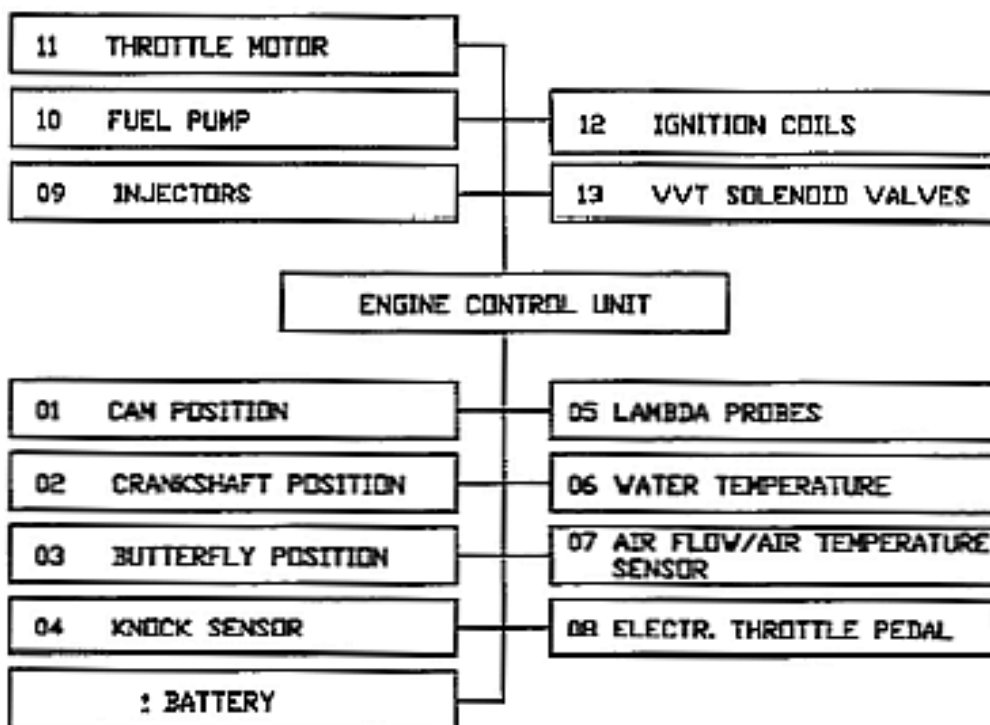 11 THROTTLE MOTOR
10 FUEL PUMP
12 IGNITION COILS
09 INJECTORS
13 VVT SOLENOID VALVES
ENGINE CONTROL UNIT
01 CAM POSITION
05 LAMBDA PROBES
02 CRANKSHAFT POSITION
06 WATER TEMPERATURE
03 BUTTERFLY POSITION
07 AIR FLOW/AIR TEMPERATURE
SENSOR
04 KNOCK SENSOR
08 ELECTR. THROTTLE PEDAL
BATTERY